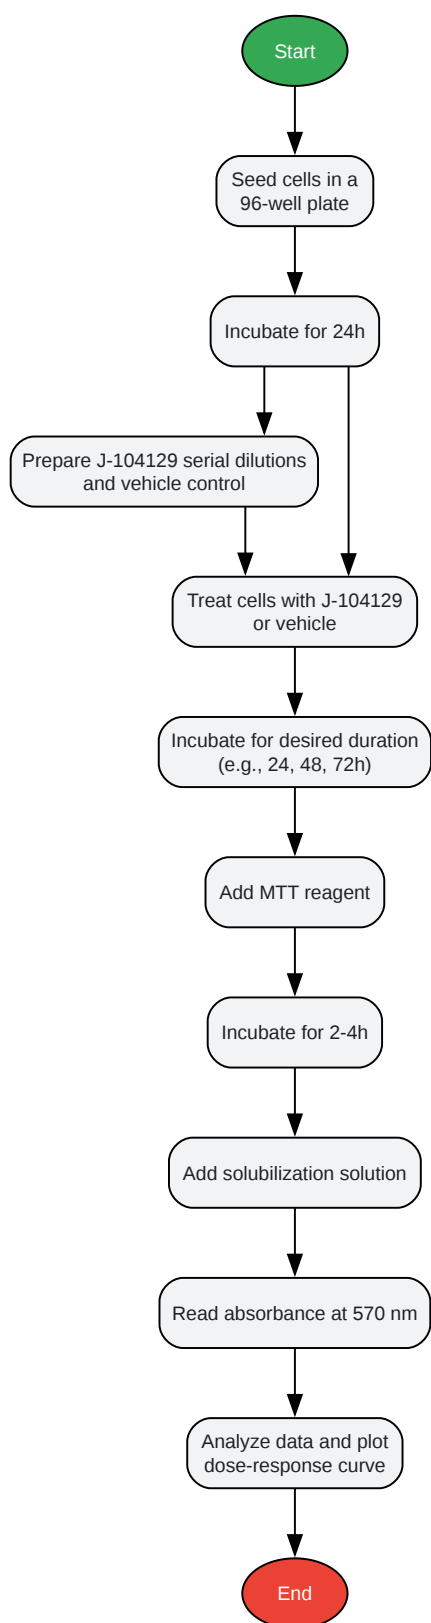 Start
Seed cells in a
96-well plate
Incubate for 24h
Prepare J-104129 serial dilutions
and vehicle control
Treat cells with J-104129
or vehicle
Incubate for desired duration
(e.g., 24, 48, 72h)
Add MTT reagent
Incubate for 2-4h
Add solubilization solution
Read absorbance at 570 nm
Analyze data and plot
dose-response curve
End